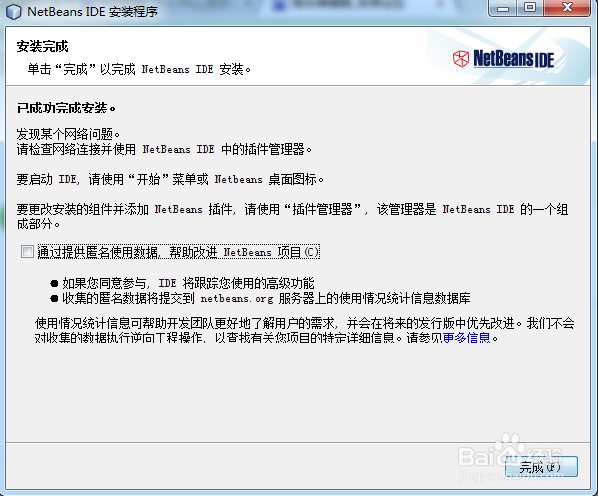 NetBeans IDE 安装程序
安装完成
单击“完成”以完成 NetBeans IDE 安装。
NetBeans IDE
已成功完成安装。
发现某个网络问题。
请检查网络连接并使用 NetBeans IDE 中的插件管理器。
要启动 IDE, 请使用“开始”菜单或 Netbeans 桌面图标。
要更改安装的组件并添加 NetBeans 插件, 请使用“插件管理器”, 该管理器是 NetBeans IDE 的一个组
成部分。
通过提供匿名使用数据, 帮助改进 NetBeans 项目(C)
● 如果您同意参与, IDE 将跟踪您使用的高级功能
● 收集的匿名数据将提交到 netbeans.org 服务器上的使用情况统计信息数据库
使用情况统计信息可帮助开发团队更好地了解用户的需求, 并会在将来的发行版中优先改进。我们不会
对收集的数据执行逆向工程操作, 以查找有关您项目的特定详细信息。请参见更多信息。
Baidu 经验
完成(F)
jingyan.baidu.com